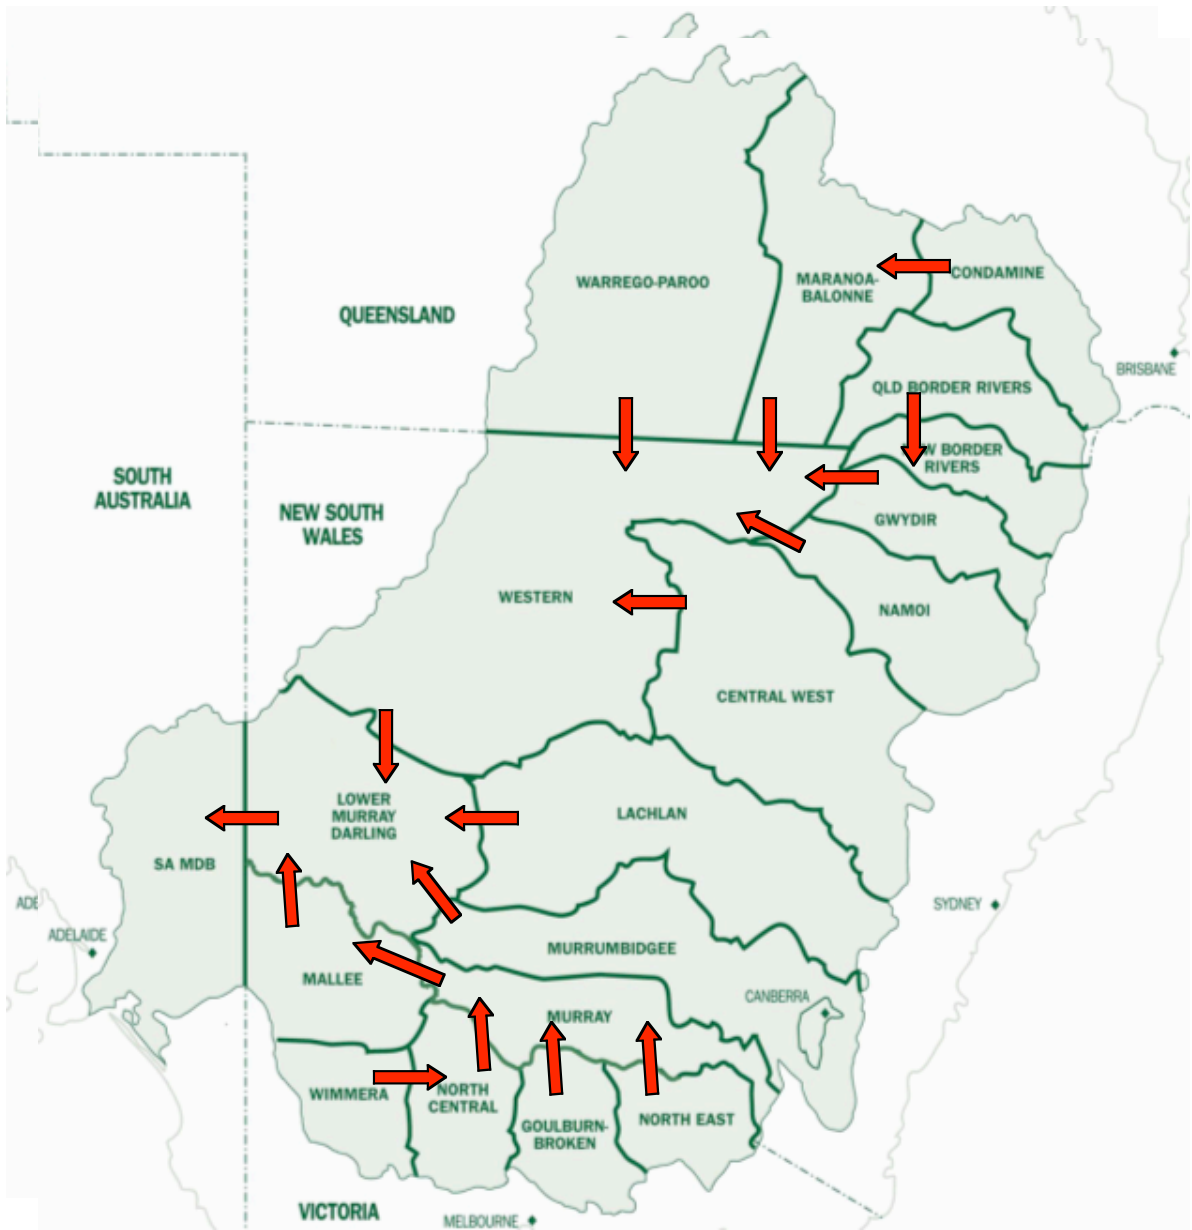 WARREGO-PAROO
MARANOA-
BALONNE
CONDAMINE
QUEENSLAND
BRISBANE
QLD BORDER RIVERS
BORDER
RIVERS
SOUTH
AUSTRALIA
NEW SOUTH
WALES
GWYDIR
WESTERN
NAMOI
CENTRAL WEST
LOWER
MURRAY
DARLING
LACHLAN
SA MDB
SYDNEY
ADELAIDE
MURRUMBIDGEE
MALLEE
CANBERRA
MURRAY
WIMMERA
NORTH
CENTRAL
GOULBURN-
BROKEN
NORTH EAST
VICTORIA
MELBOURNE